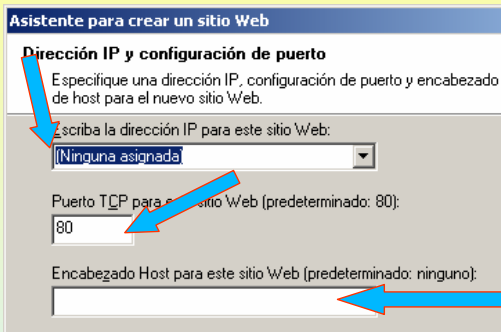 Asistente para crear un sitio Web
Dirección IP y configuración de puerto
Especifique una dirección IP, configuración de puerto y encabezado
de host para el nuevo sitio Web.
Escriba la dirección IP para este sitio Web:
(Ninguna asignada)
Puerto TCP para este sitio Web (predeterminado: 80):
80
Encabezado Host para este sitio Web (predeterminado: ninguno):